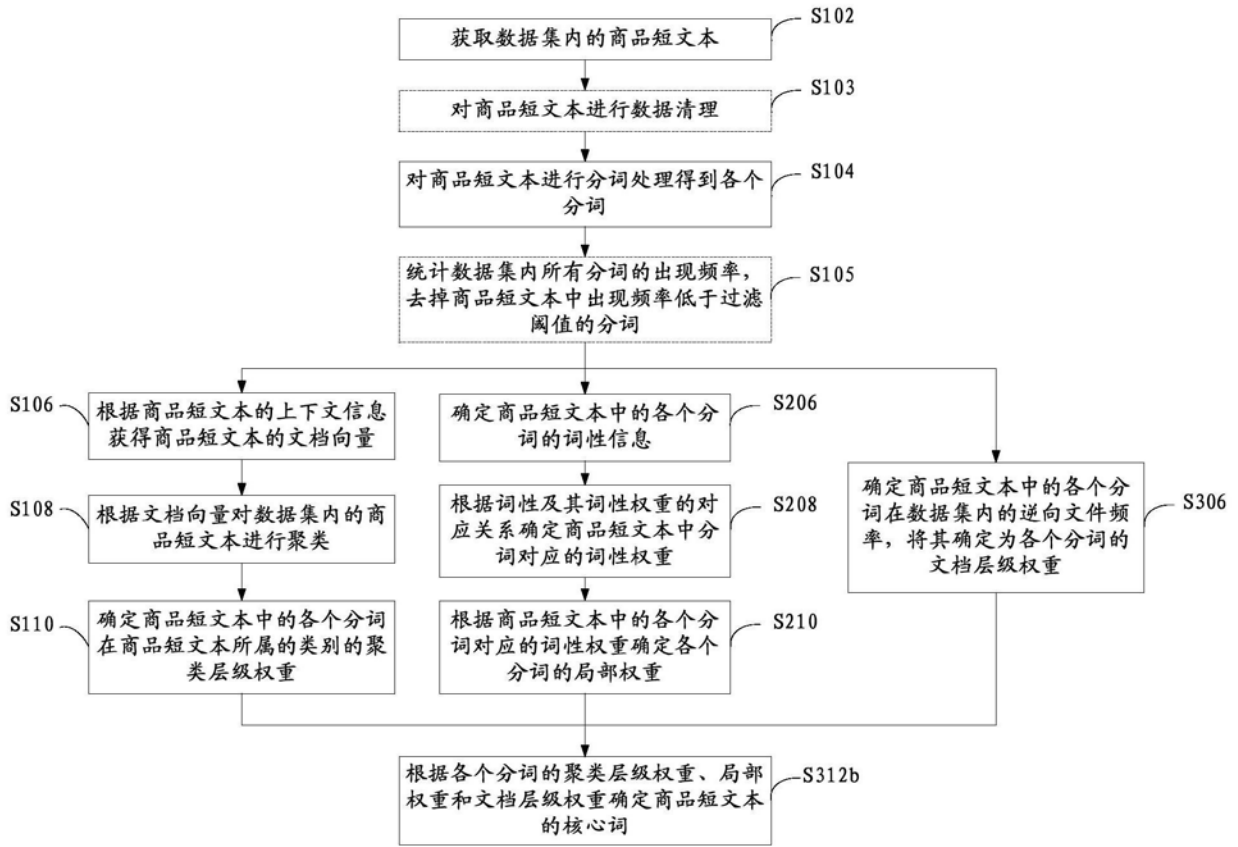 S102
获取数据集内的商品短文本
S103
对商品短文本进行数据清理
S104
对商品短文本进行分词处理得到各个
分词
S105
统计数据集内所有分词的出现频率，
去掉商品短文本中出现频率低于过滤
阈值的分词
S106
根据商品短文本的上下文信息
获得商品短文本的文档向量
S206
确定商品短文本中的各个分
词的词性信息
S306
确定商品短文本中的各个分
词在数据集内的逆向文件频
率，将其确定为各个分词的
文档层级权重
S108
根据文档向量对数据集内的商
品短文本进行聚类
S208
根据词性及其词性权重的对
应关系确定商品短文本中分
词对应的词性权重
S110
确定商品短文本中的各个分词
在商品短文本所属的类别的聚
类层级权重
S210
根据商品短文本中的各个分
词对应的词性权重确定各个
分词的局部权重
S312b
根据各个分词的聚类层级权重、局部
权重和文档层级权重确定商品短文本
的核心词